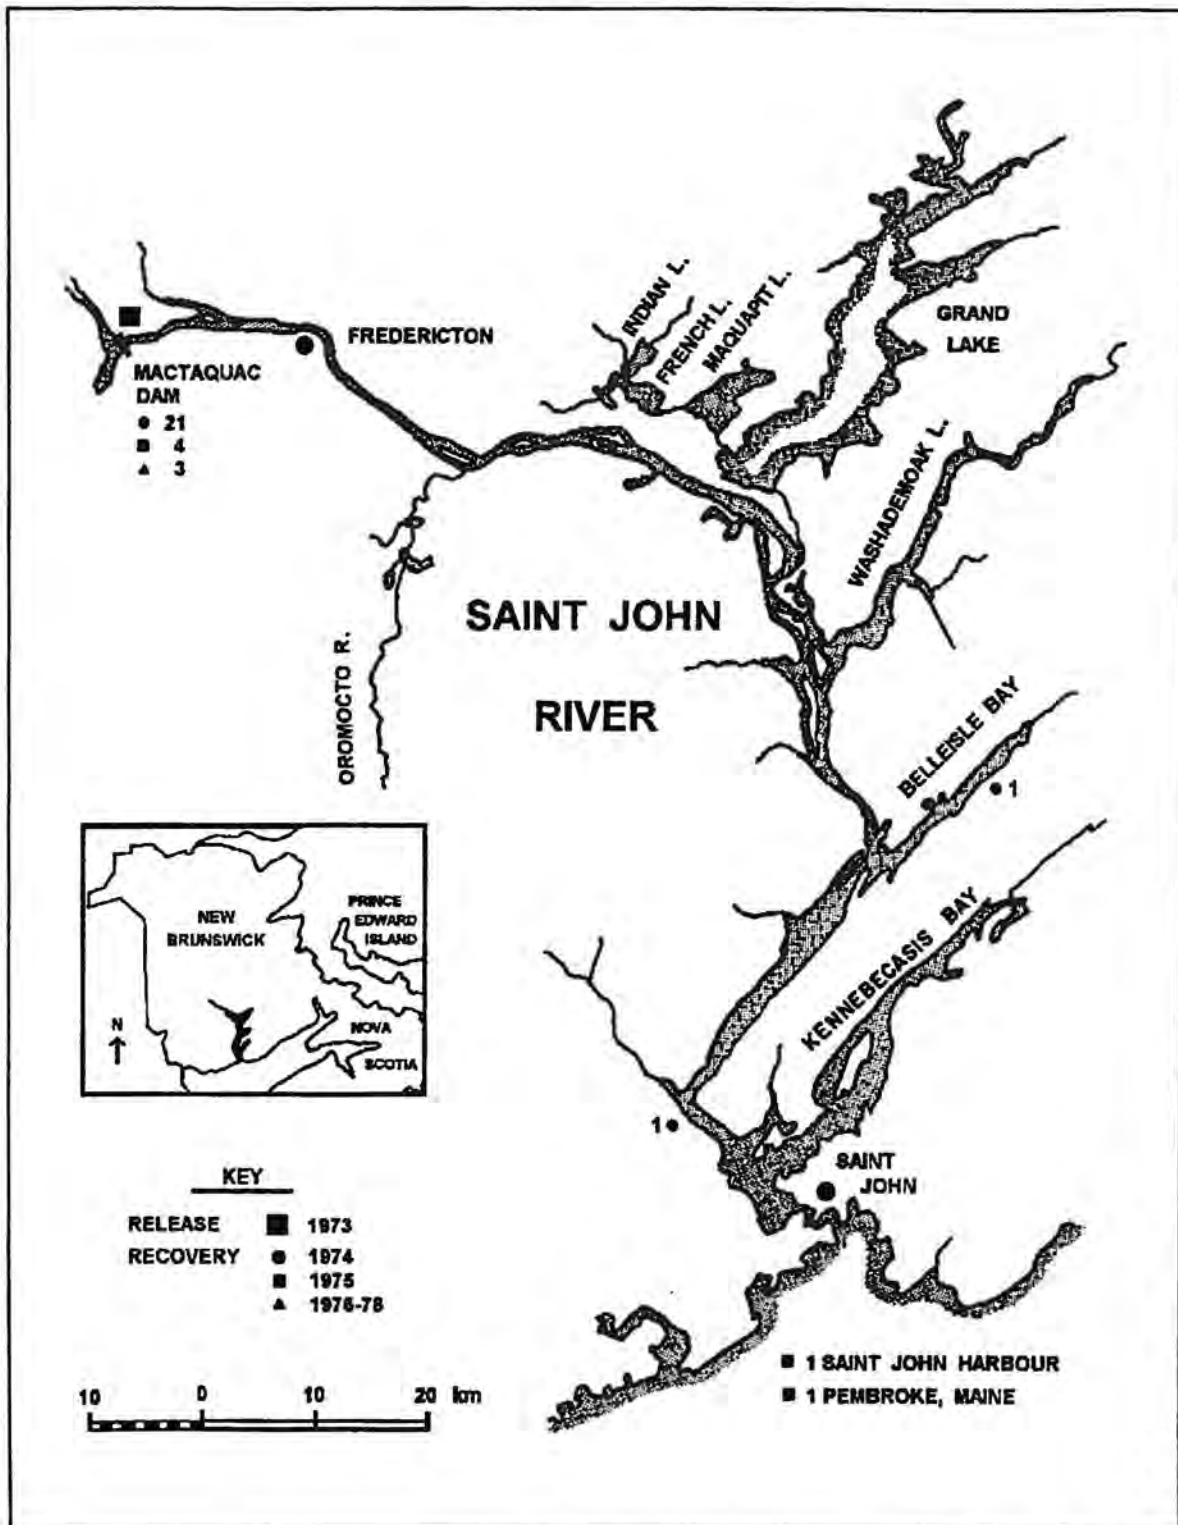 INDIAN L.
FRENCH L.
MAQUAPIT L.
GRAND
LAKE
FREDERICTON
MACTAQUAC
DAM
21
4
3
WASHADEMOAK L.
SAINT JOHN
RIVER
OROMOCTO R.
BELLEISLE BAY
1
KENNEBECASIS BAY
NEW
BRUNSWICK
PRINCE
EDWARD
ISLAND
N
NOVA
SCOTIA
1
SAINT
JOHN
KEY
RELEASE 1973
RECOVERY 1974
1975
1976-78
1 SAINT JOHN HARBOUR
1 PEMBROKE, MAINE
10 0 10 20 km